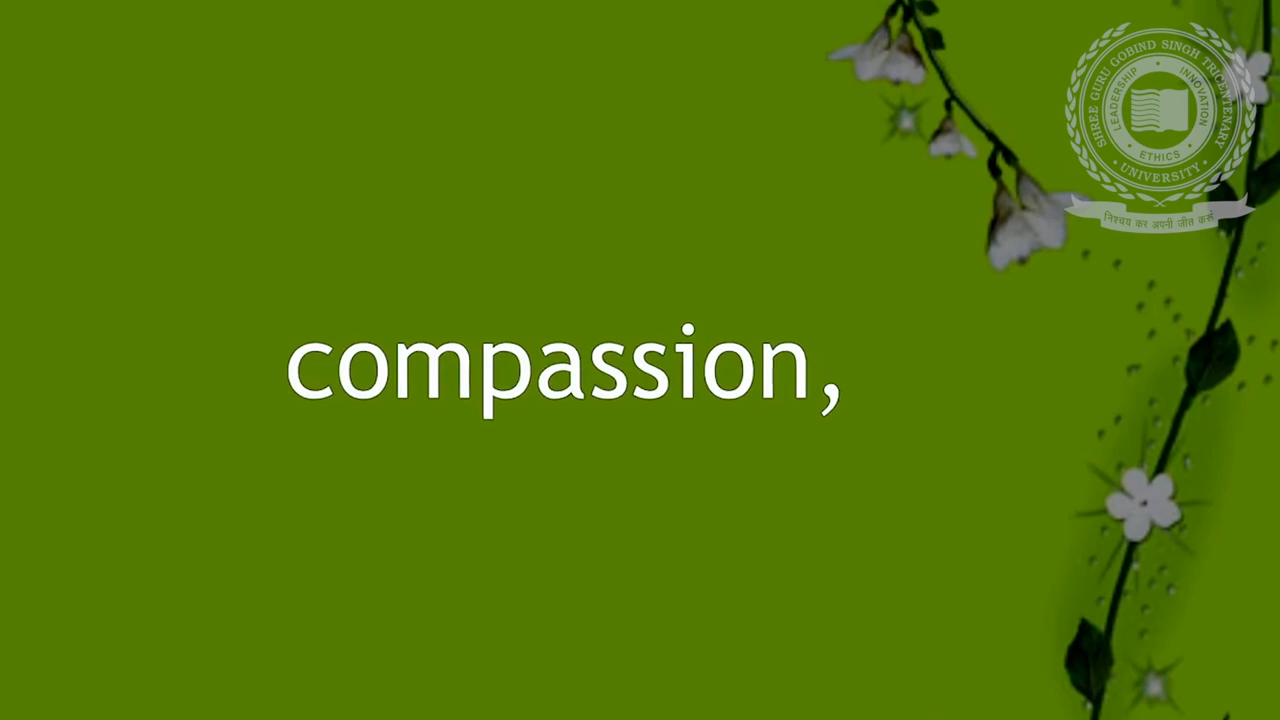 compassion,
SHREE GURU GOBIND SINGH TRICENTENARY
UNIVERSITY
LEADERSHIP
INNOVATION
ETHICS
निश्चय कर अपनी जीत करूं